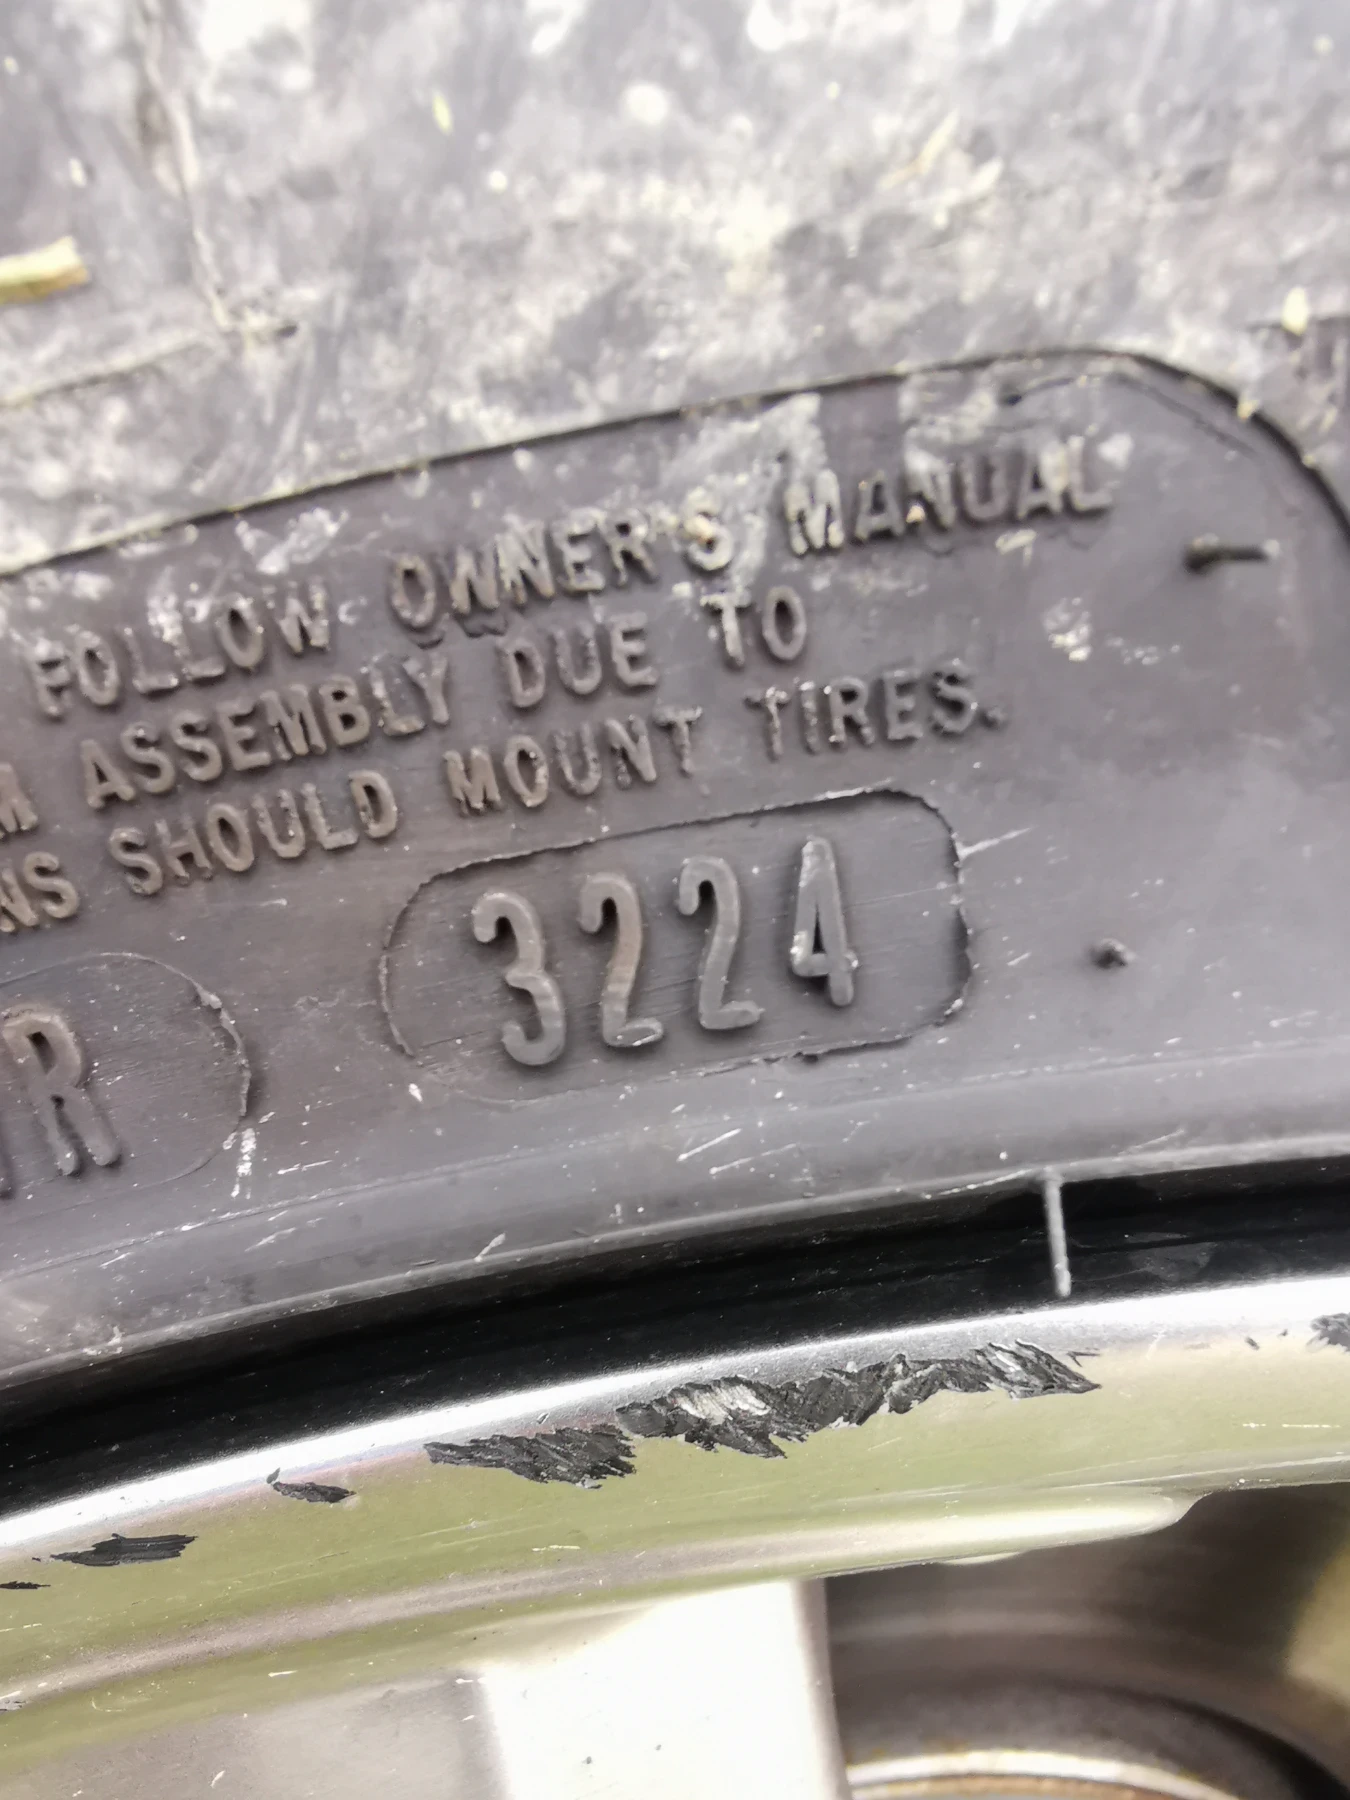 FOLLOW OWNER'S MANUAL
ASSEMBLY DUE TO
SHOULD MOUNT TIRES.
3224